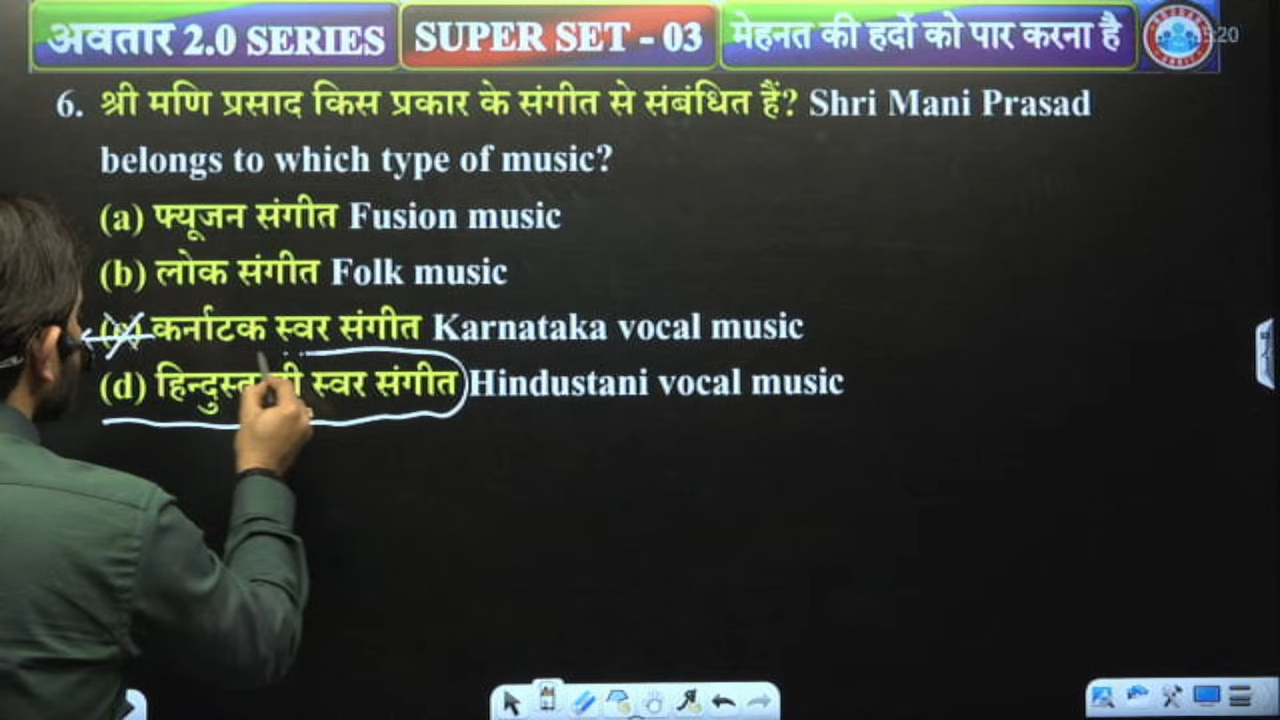 अवतार 2.0 SERIES
SUPER SET - 03
मेहनत की हदों को पार करना है
6. श्री मणि प्रसाद किस प्रकार के संगीत से संबंधित हैं? Shri Mani Prasad
belongs to which type of music?
(a) फ्यूजन संगीत Fusion music
(b) लोक संगीत Folk music
(c) कर्नाटक स्वर संगीत Karnataka vocal music
(d) स्वर संगीत Hindustani vocal music